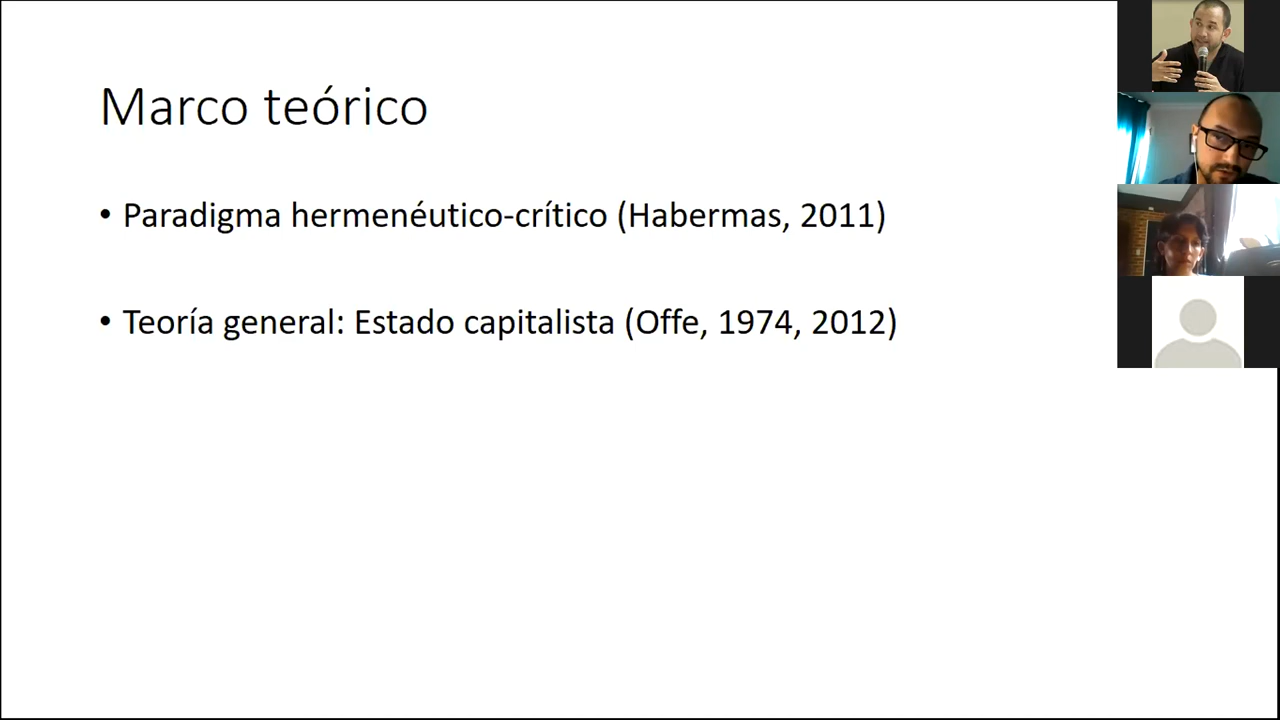 Marco teórico
• Paradigma hermenéutico-crítico (Habermas, 2011)
• Teoría general: Estado capitalista (Offe, 1974, 2012)